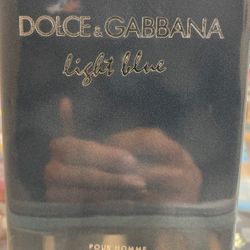 DOLCE & GABBANA
light blue
POUR HOMME